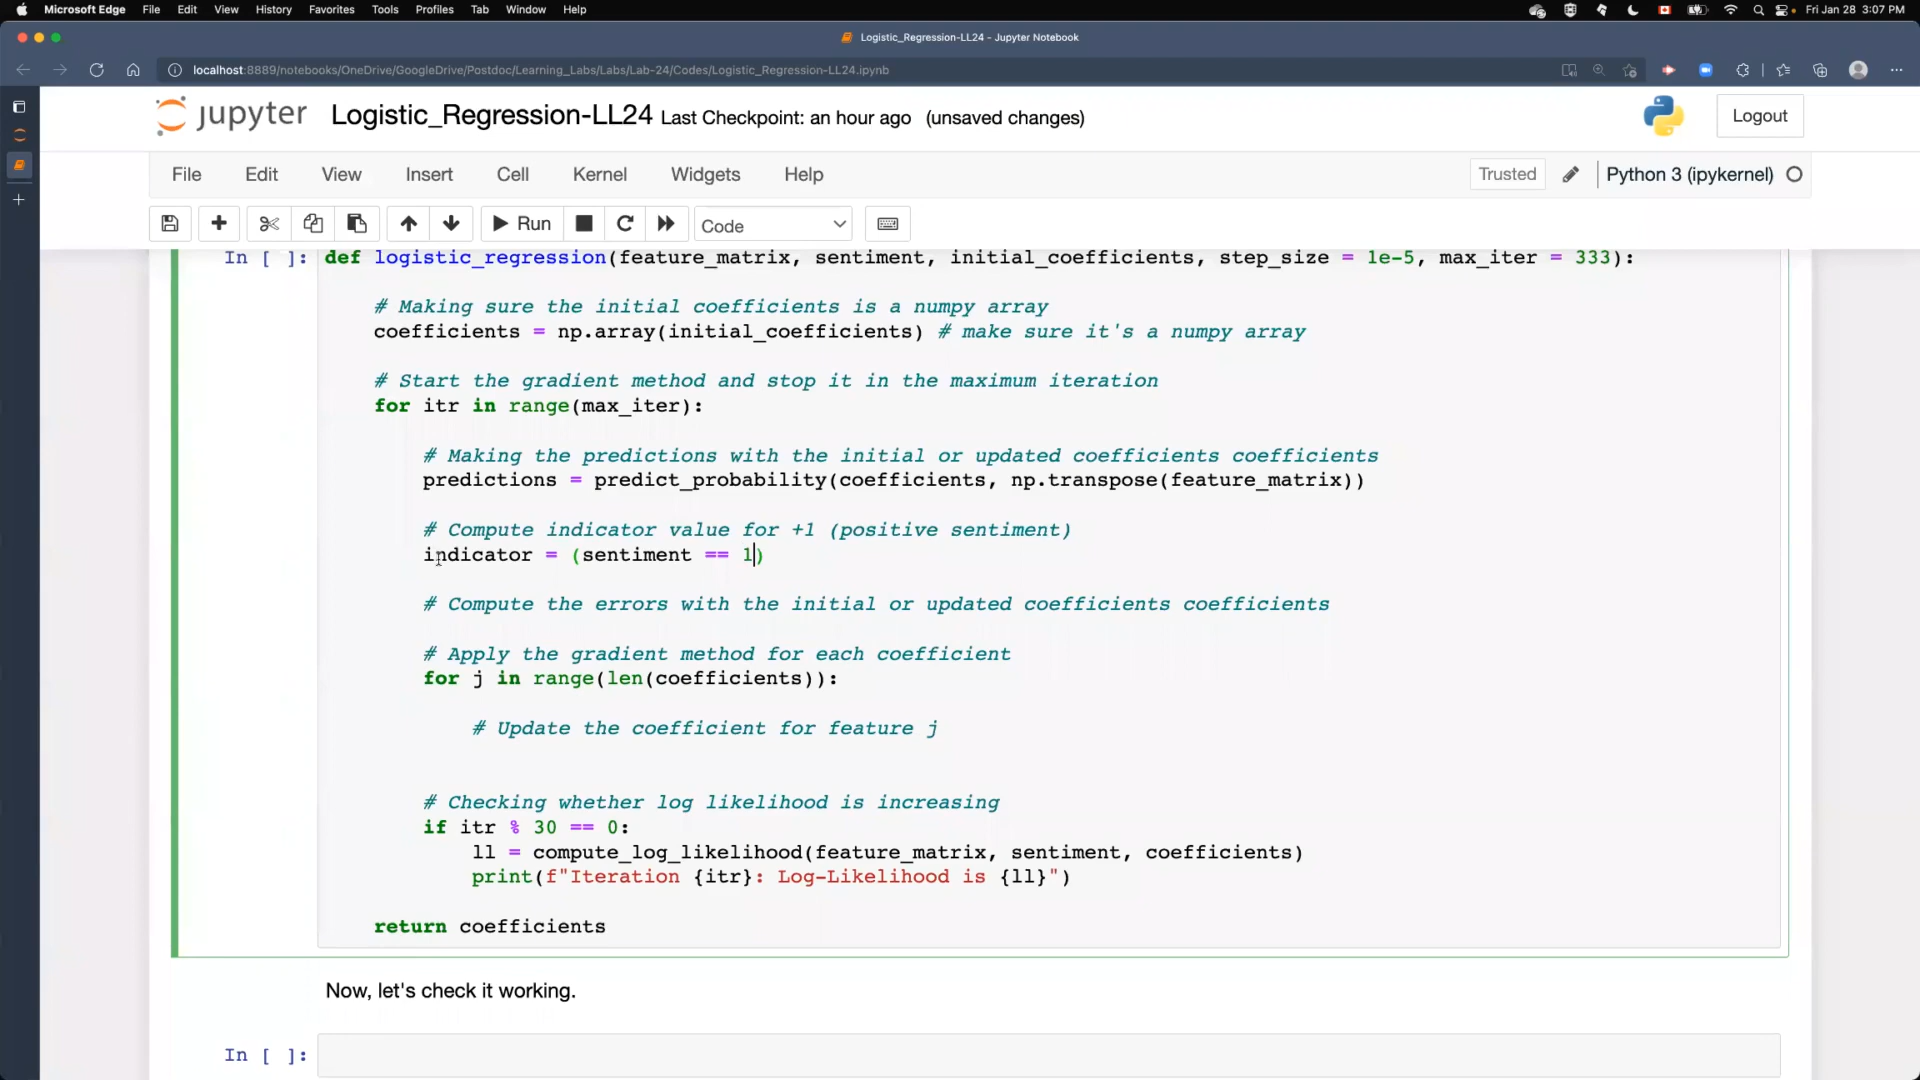 Microsoft Edge File Edit View History Favorites Tools Profiles Tab Window Help Fri Jan 28 3:07 PM
Logistic_Regression-LL24 - Jupyter Notebook
localhost:8889/notebooks/OneDrive/GoogleDrive/Postdoc/Learning_Labs/Labs/Lab-24/Codes/Logistic_Regression-LL24.ipynb
jupyter Logistic_Regression-LL24 Last Checkpoint: an hour ago (unsaved changes) Logout
File Edit View Insert Cell Kernel Widgets Help Trusted Python 3 (ipykernel)
Run Code
In [ ]: def logistic_regression(feature_matrix, sentiment, initial_coefficients, step_size = 1e-5, max_iter = 333):
# Making sure the initial coefficients is a numpy array
coefficients = np.array(initial_coefficients) # make sure it's a numpy array
# Start the gradient method and stop it in the maximum iteration
for itr in range(max_iter):
# Making the predictions with the initial or updated coefficients coefficients
predictions = predict_probability(coefficients, np.transpose(feature_matrix))
# Compute indicator value for +1 (positive sentiment)
indicator = (sentiment == 1)
# Compute the errors with the initial or updated coefficients coefficients
# Apply the gradient method for each coefficient
for j in range(len(coefficients)):
# Update the coefficient for feature j
# Checking whether log likelihood is increasing
if itr % 30 == 0:
ll = compute_log_likelihood(feature_matrix, sentiment, coefficients)
print(f"Iteration {itr}: Log-Likelihood is {ll}")
return coefficients
Now, let's check it working.
In [ ]: